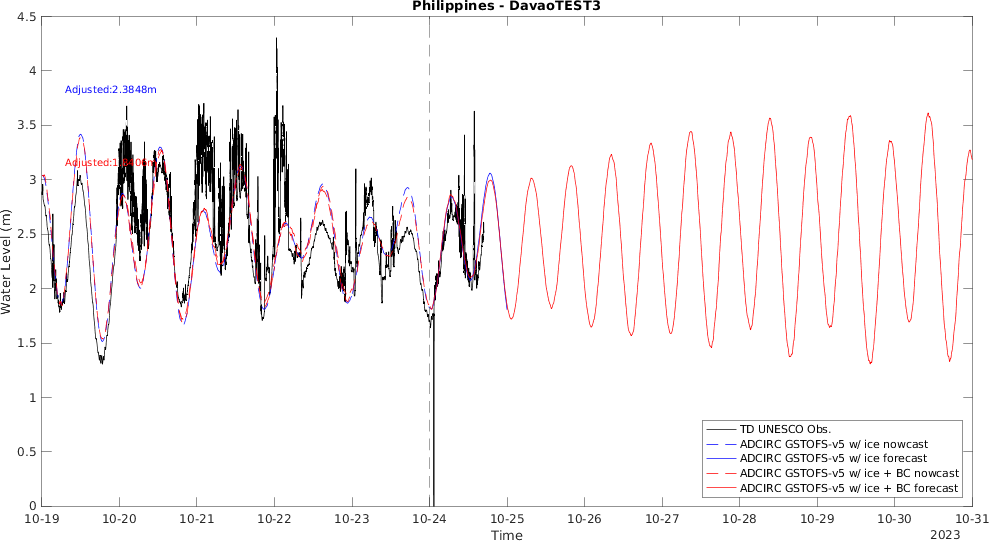 Philippines - DavaoTEST3
Water Level (m)
4.5
4
3.5
3
2.5
2
1.5
1
0.5
0
Adjusted:2.3848m
10-19
10-20
10-21
10-22
10-23
10-24
10-25
10-26
10-27
10-28
10-29
10-30
10-31
Time
2023
TD UNESCO Obs.
ADCIRC GSTOFS-v5 w/ ice nowcast
ADCIRC GSTOFS-v5 w/ ice forecast
ADCIRC GSTOFS-v5 w/ ice + BC nowcast
ADCIRC GSTOFS-v5 w/ ice + BC forecast